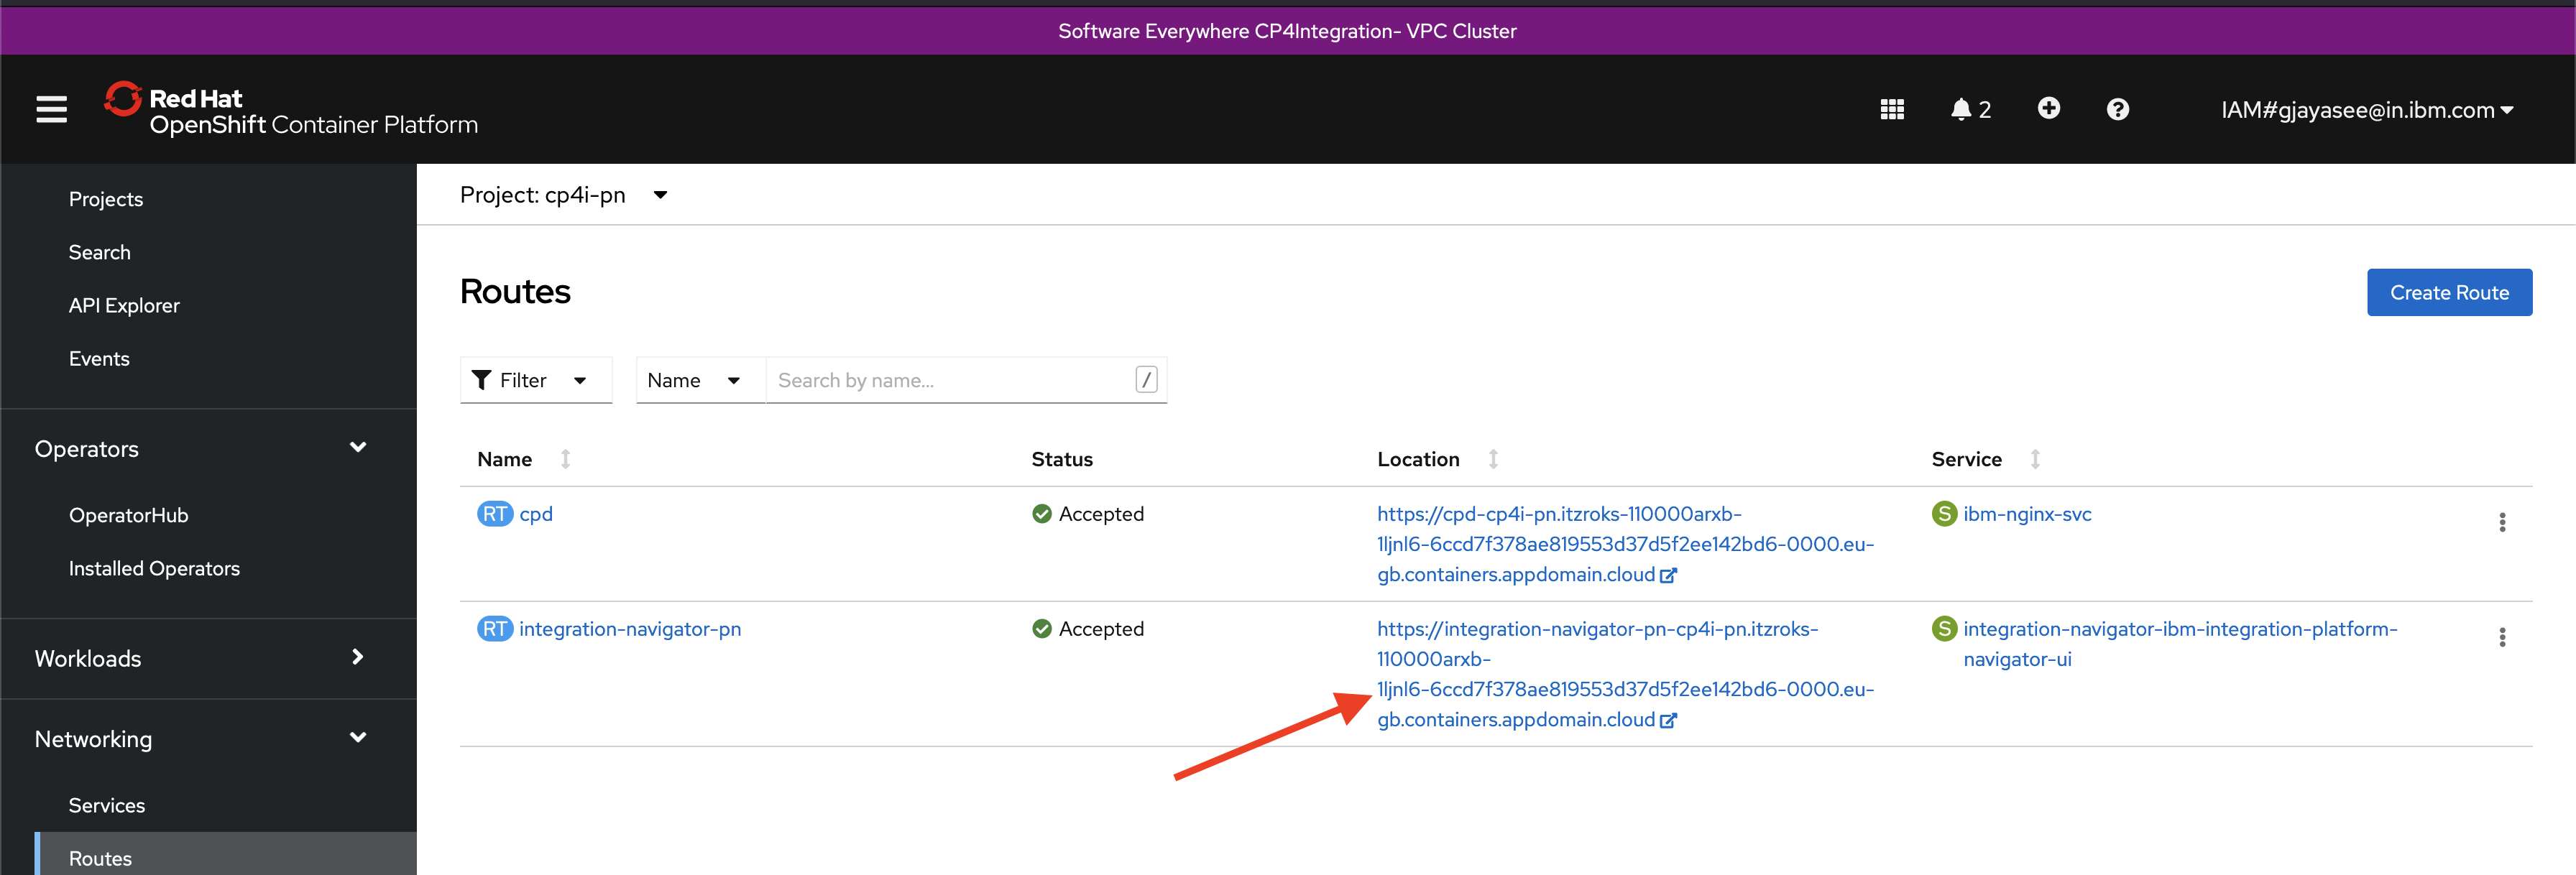 Software Everywhere CP4Integration- VPC Cluster
Red Hat
OpenShift Container Platform
2
IAM#gjayasee@in.ibm.com
Projects
Search
API Explorer
Events
Operators
OperatorHub
Installed Operators
Workloads
Networking
Services
Routes
Project: cp4i-pn
Routes
Create Route
Filter
Name
Search by name...
/
Name
Status
Location
Service
RT cpd
Accepted
https://cpd-cp4i-pn.itzroks-110000arxb-
1ljnl6-6ccd7f378ae819553d37d5f2ee142bd6-0000.eu-
gb.containers.appdomain.cloud
S ibm-nginx-svc
RT integration-navigator-pn
Accepted
https://integration-navigator-pn-cp4i-pn.itzroks-
110000arxb-
1ljnl6-6ccd7f378ae819553d37d5f2ee142bd6-0000.eu-
gb.containers.appdomain.cloud
S integration-navigator-ibm-integration-platform-
navigator-ui